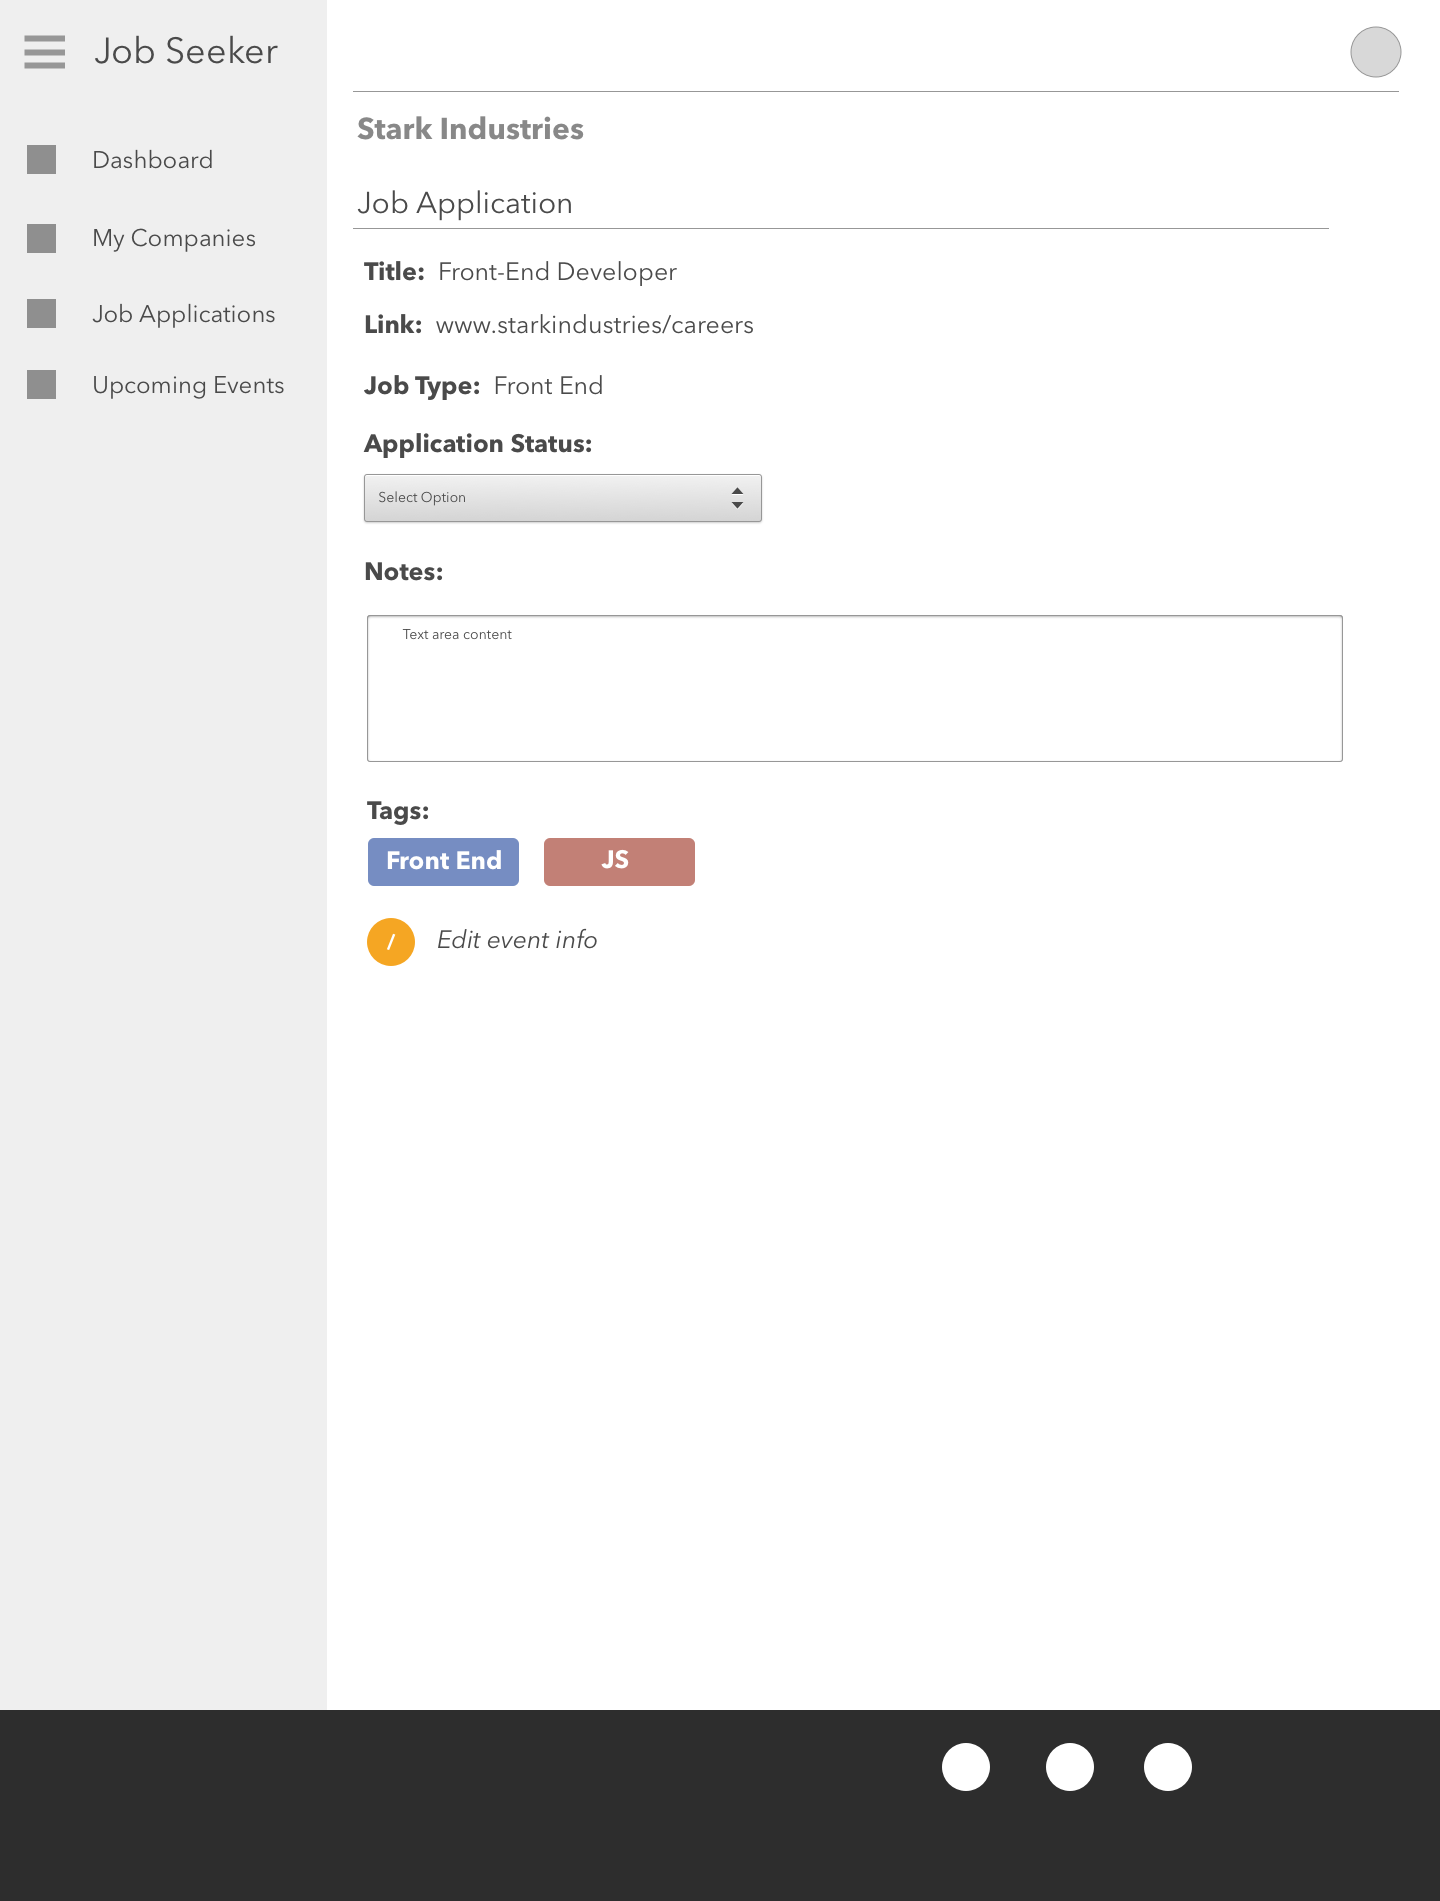 Job Seeker
Dashboard
My Companies
Job Applications
Upcoming Events
Stark Industries
Job Application
Title: Front-End Developer
Link: www.starkindustries/careers
Job Type: Front End
Application Status:
Select Option
Notes:
Text area content
Tags:
Front End JS
/ Edit event info